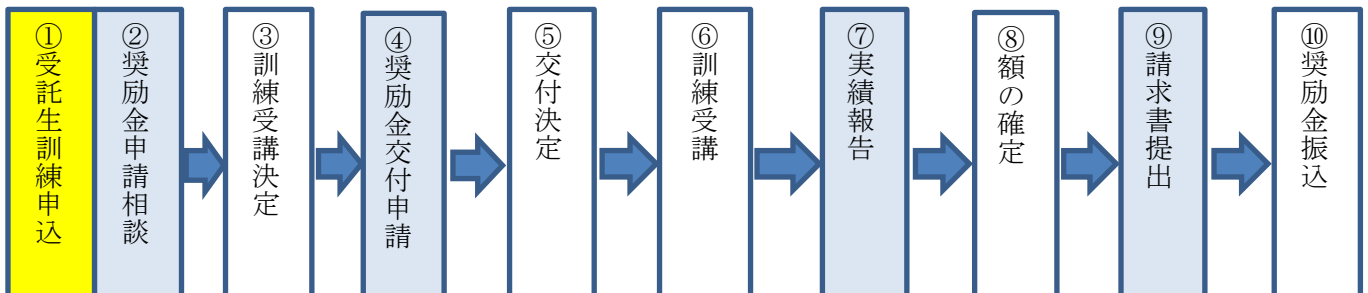 ①受託生訓練申込
②奨励金申請相談
③訓練受講決定
④奨励金交付申請
⑤交付決定
⑥訓練受講
⑦実績報告
⑧額の確定
⑨請求書提出
⑩奨励金振込